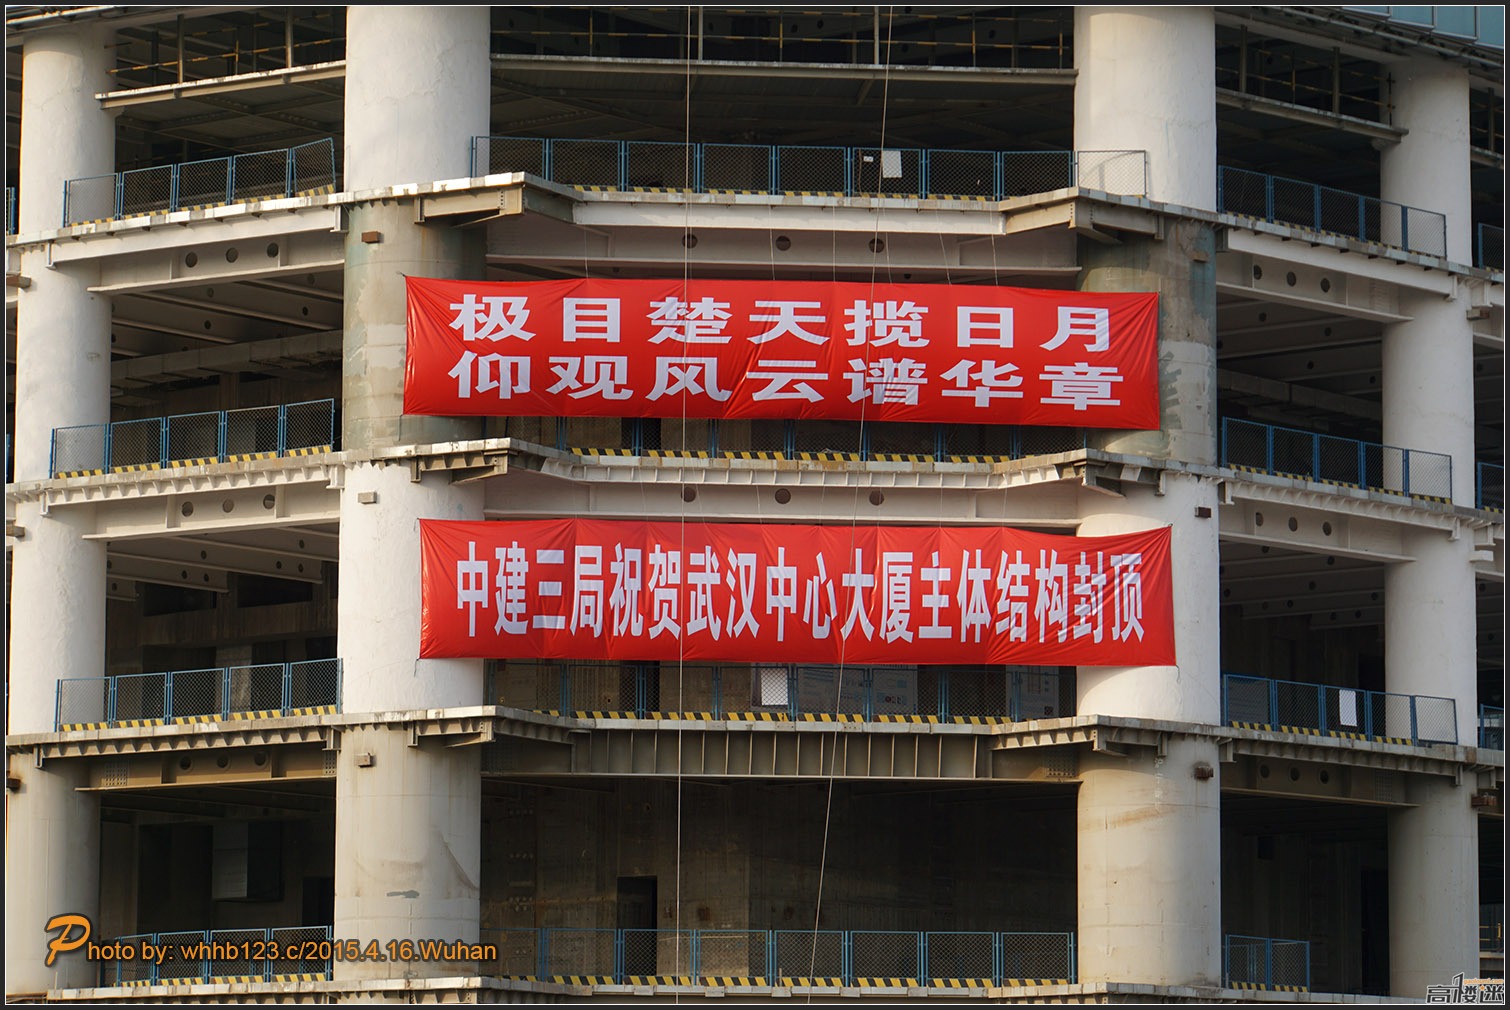 极目楚天揽日月
仰观风云谱华章
中建三局祝贺武汉中心大厦主体结构封顶
Photo by: whhb123.c/2015.4.16.Wuhan
高楼迷